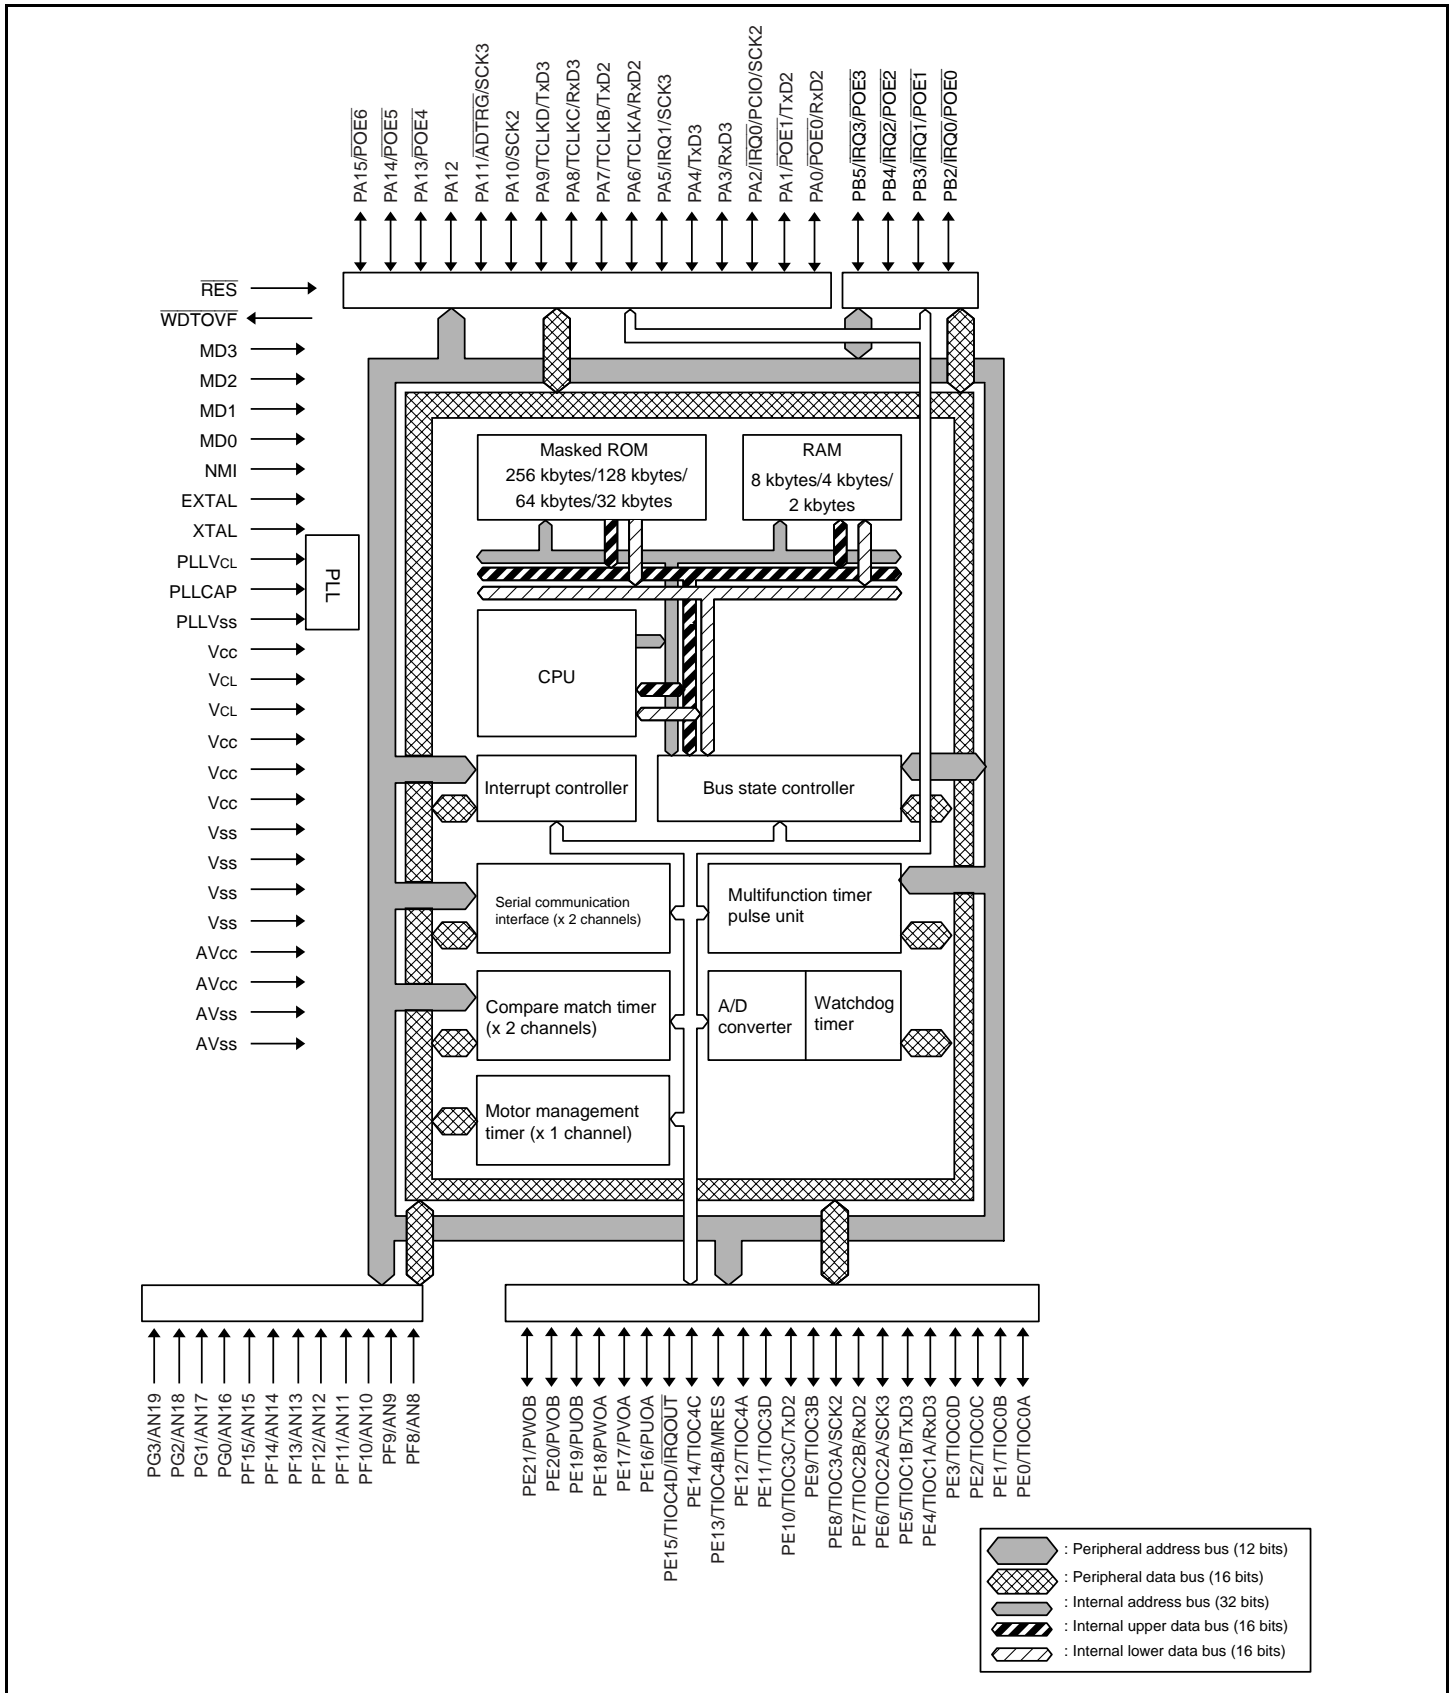 PA15/POE6
PA14/POE5
PA13/POE4
PA12
PA11/ADTRG/SCK3
PA10/SCK2
PA9/TCLKD/TxD3
PA8/TCLKC/RxD3
PA7/TCLKB/TxD2
PA6/TCLKA/RxD2
PA5/IRQ1/SCK3
PA4/TxD3
PA3/RxD3
PA2/IRQ0/PCIO/SCK2
PA1/POE1/TxD2
PA0/POE0/RxD2
PB5/IRQ3/POE3
PB4/IRQ2/POE2
PB3/IRQ1/POE1
PB2/IRQ0/POE0
RES
WDTOVF
MD3
MD2
MD1
MD0
NMI
EXTAL
XTAL
PLLVCL
PLLCAP
PLLVss
Vcc
VCL
VCL
Vcc
Vcc
Vcc
Vss
Vss
Vss
Vss
AVcc
AVcc
AVss
AVss
PLL
Masked ROM
256 kbytes/128 kbytes/
64 kbytes/32 kbytes
RAM
8 kbytes/4 kbytes/
2 kbytes
CPU
Interrupt controller
Bus state controller
Serial communication
interface (x 2 channels)
Multifunction timer
pulse unit
Compare match timer
(x 2 channels)
A/D
converter
Watchdog
timer
Motor management
timer (x 1 channel)
PG3/AN19
PG2/AN18
PG1/AN17
PG0/AN16
PF15/AN15
PF14/AN14
PF13/AN13
PF12/AN12
PF11/AN11
PF10/AN10
PF9/AN9
PF8/AN8
PE21/PWOB
PE20/PVOB
PE19/PUOB
PE18/PWOA
PE17/PVOA
PE16/PUOA
PE15/TIOC4D/IRQOUT
PE14/TIOC4C
PE13/TIOC4B/MRES
PE12/TIOC4A
PE11/TIOC3D
PE10/TIOC3C/TxD2
PE9/TIOC3B
PE8/TIOC3A/SCK2
PE7/TIOC2B/RxD2
PE6/TIOC2A/SCK3
PE5/TIOC1B/TxD3
PE4/TIOC1A/RxD3
PE3/TIOC0D
PE2/TIOC0C
PE1/TIOC0B
PE0/TIOC0A
: Peripheral address bus (12 bits)
: Peripheral data bus (16 bits)
: Internal address bus (32 bits)
: Internal upper data bus (16 bits)
: Internal lower data bus (16 bits)